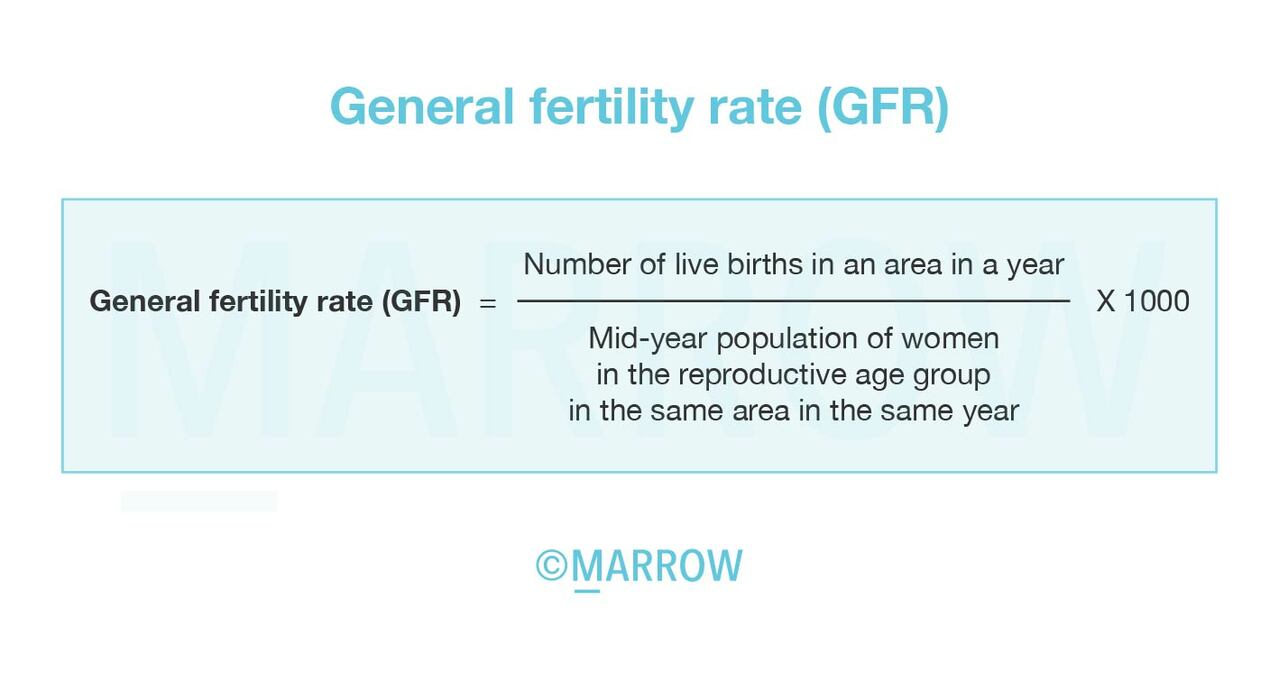 General fertility rate (GFR)
Number of live births in an area in a year
General fertility rate (GFR) = X 1000
Mid-year population of women
in the reproductive age group
in the same area in the same year
MARROW
©MARROW